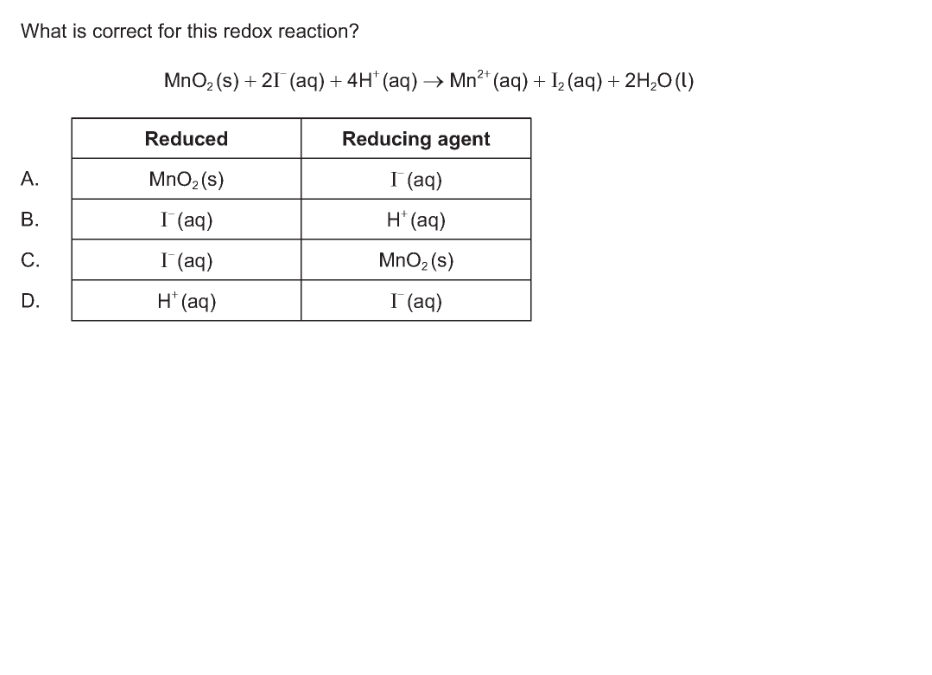 What is correct for this redox reaction?
MnO₂ (s) + 2I⁻ (aq) + 4H⁺ (aq) → Mn²⁺ (aq) + I₂ (aq) + 2H₂O (l)
Reduced Reducing agent
A. MnO₂ (s) I⁻ (aq)
B. I⁻ (aq) H⁺ (aq)
C. I⁻ (aq) MnO₂ (s)
D. H⁺ (aq) I⁻ (aq)